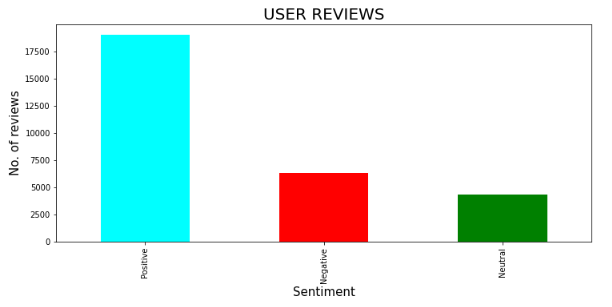 USER REVIEWS
No. of reviews
17500
15000
12500
10000
7500
5000
2500
0
Positive
Negative
Neutral
Sentiment